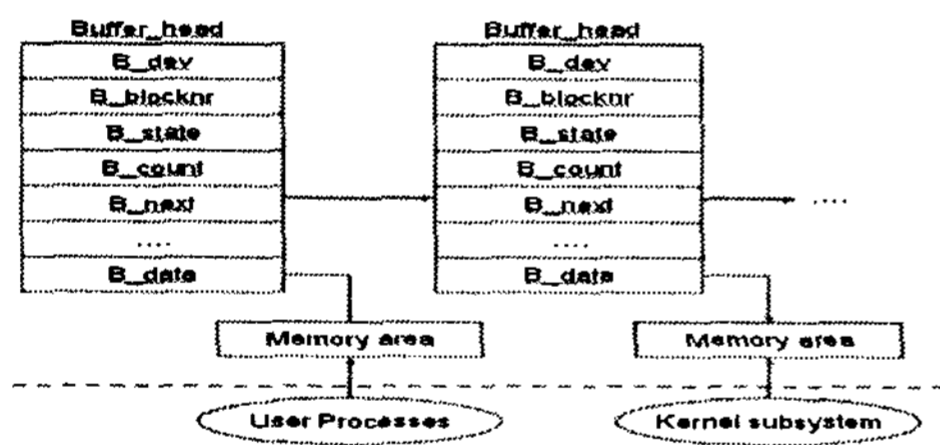 Buffer_head
B_dev
B_blocknr
B_state
B_count
B_next
....
B_data
Memory area
User Processes
Buffer_head
B_dev
B_blocknr
B_state
B_count
B_next
....
B_data
Memory area
Kernel subsystem
....